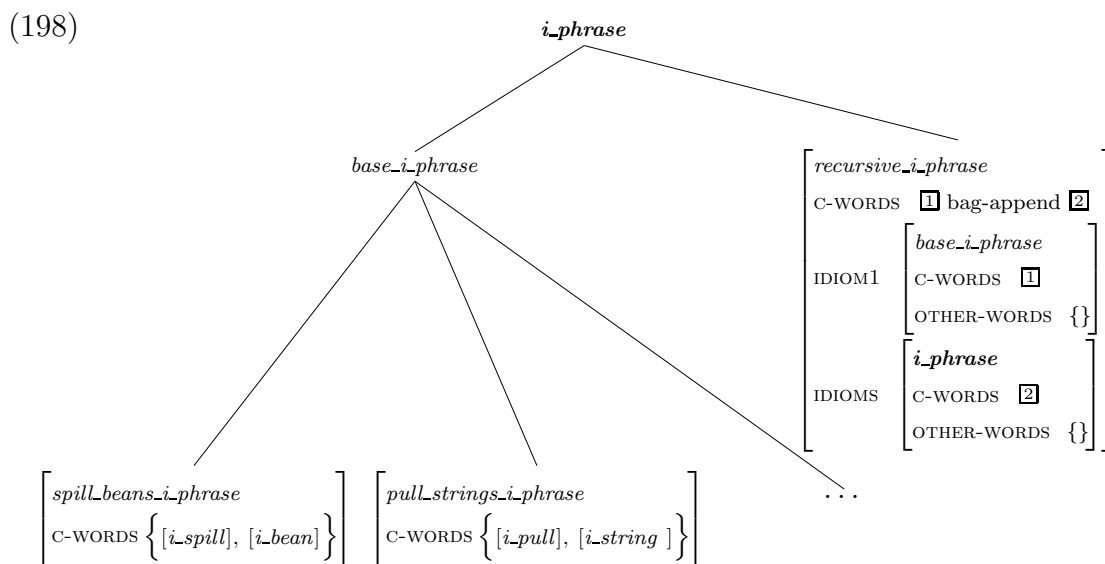 (198)
i_phrase
base_i_phrase
recursive_i_phrase
C-WORDS 1 bag-append 2
IDIOM1
base_i_phrase
C-WORDS 1
OTHER-WORDS {}
IDIOMS
i_phrase
C-WORDS 2
OTHER-WORDS {}
spill_beans_i_phrase
C-WORDS {[i_spill], [i_bean]}
pull_strings_i_phrase
C-WORDS {[i_pull], [i_string ]}
...